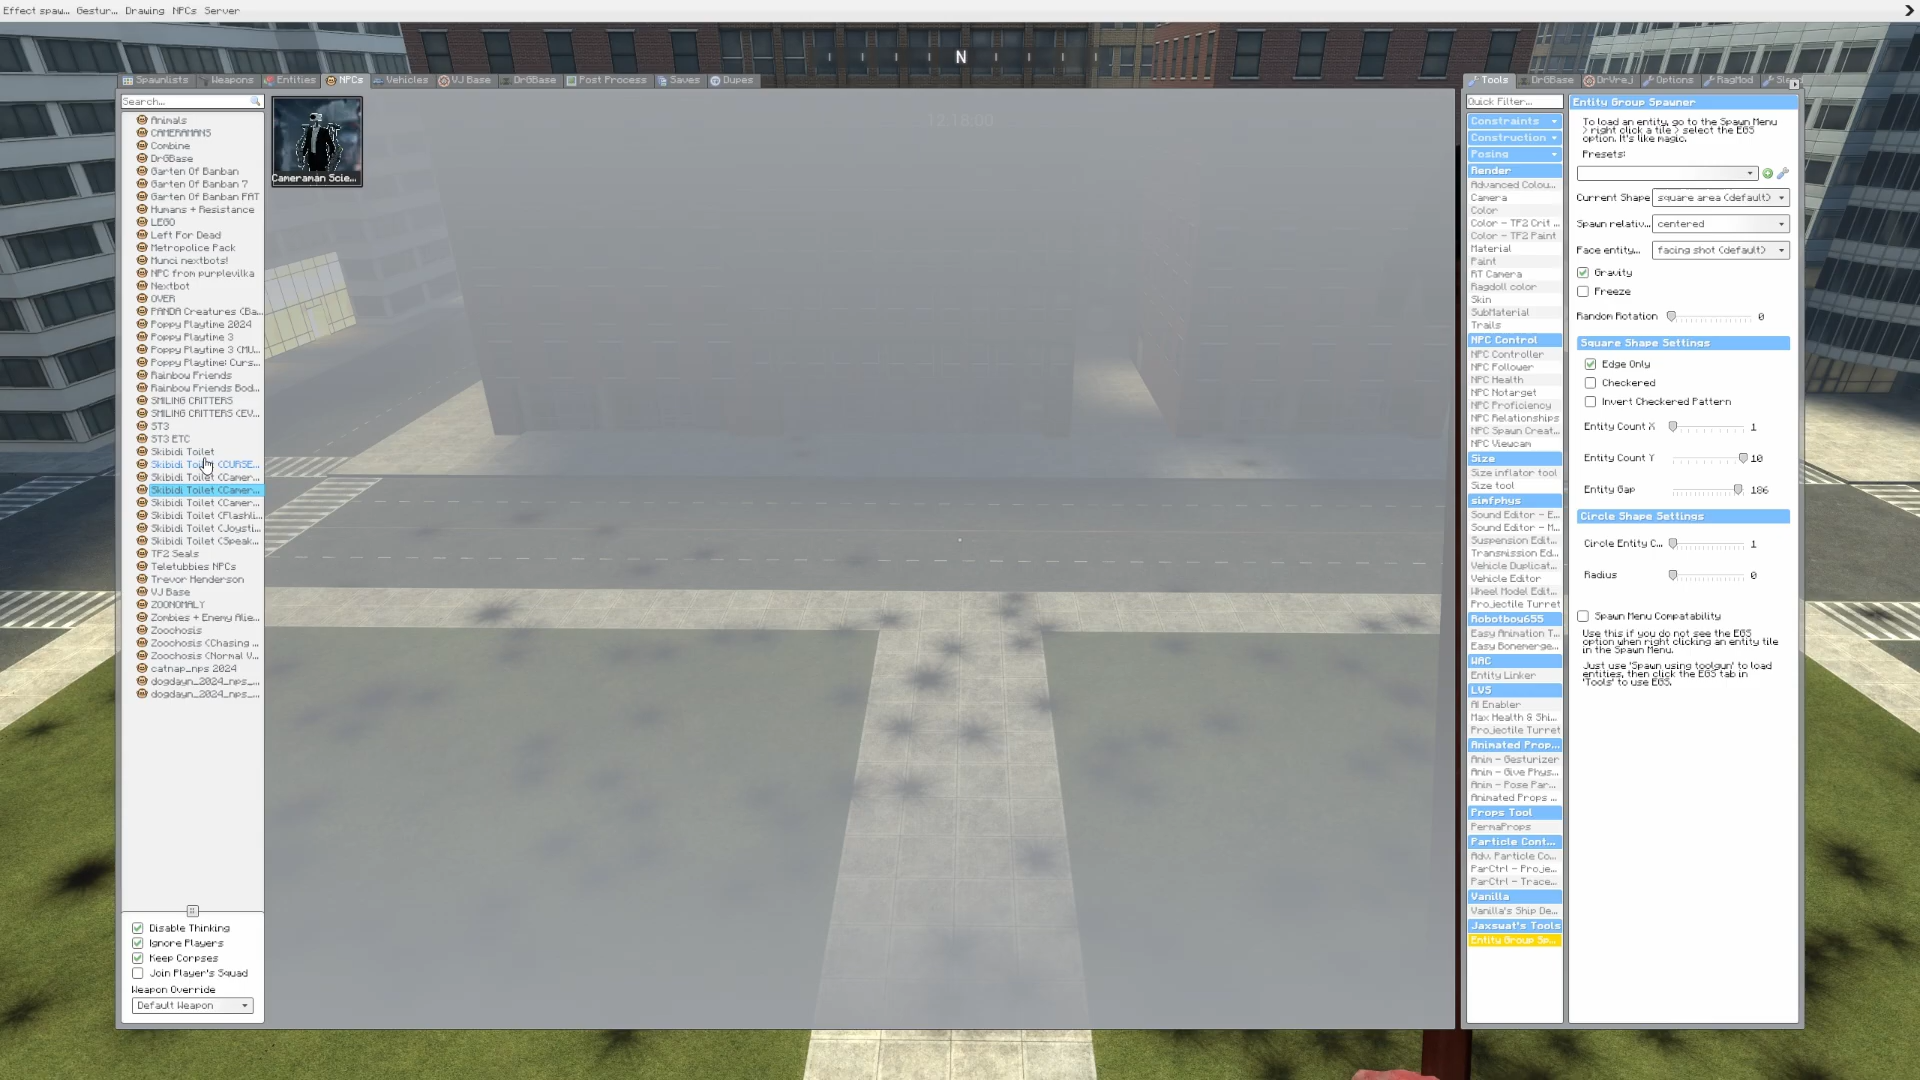 Effect spaw... Gestur... Drawing NPCs Server
N
Spawnlists Weapons Entities NPCs Vehicles VJ Base DrGBase Post Process Saves Dupes
Search...
Animals
CAMERAMANS
Combine
DrGBase
Garten Of Banban
Garten Of Banban 7
Garten Of Banban FAT
Humans + Resistance
LEGO
Left For Dead
Metropolice Pack
Munci nextbots!
NPC from purplevilka
Nextbot
OVER
PANDA Creatures (Ba...
Poppy Playtime 2024
Poppy Playtime 3
Poppy Playtime 3 (MU...
Poppy Playtime: Curs...
Rainbow Friends
Rainbow Friends Bod...
SMILING CRITTERS
SMILING CRITTERS (EV...
ST3
ST3 ETC
Skibidi Toilet
Skibidi Toilet (CURSE...
Skibidi Toilet (Camer...
Skibidi Toilet (Camer...
Skibidi Toilet (Camer...
Skibidi Toilet (Flashli...
Skibidi Toilet (Joysti...
Skibidi Toilet (Speak...
TF2 Seals
Teletubbies NPCs
Trevor Henderson
VJ Base
ZOONOMALY
Zombies + Enemy Alie...
Zoochosis
Zoochosis (Chasing ...
Zoochosis (Normal V...
catnap_nps 2024
dogdayn_2024_nps_...
dogdayn_2024_nps_...
Disable Thinking
Ignore Players
Keep Corpses
Join Player's Squad
Weapon Override
Default Weapon
Cameraman Scie...
12:18:00
Tools DrGBase DrVrej Options RagMod
Quick Filter...
Constraints
Construction
Posing
Render
Advanced Colou...
Camera
Color
Color - TF2 Crit ...
Color - TF2 Paint
Material
Paint
RT Camera
Ragdoll color
Skin
SubMaterial
Trails
NPC Control
NPC Controller
NPC Follower
NPC Health
NPC Notarget
NPC Proficiency
NPC Relationships
NPC Spawn Creat...
NPC Viewcam
Size
Size inflator tool
Size tool
simfphys
Sound Editor - E...
Sound Editor - M...
Suspension Edit...
Transmission Ed...
Vehicle Duplicat...
Vehicle Editor
Wheel Model Edit...
Projectile Turret
Robotboy655
Easy Animation T...
Easy Bonemerge...
WAC
Entity Linker
LVS
AI Enabler
Max Health & Shi...
Projectile Turret
Animated Prop...
Anim - Gesturizer
Anim - Give Phys...
Anim - Pose Par...
Animated Props ...
Props Tool
PermaProps
Particle Cont...
Adv. Particle Co...
ParCtrl - Proje...
ParCtrl - Trace...
Vanilla
Vanilla's Ship De...
Jaxswat's Tools
Entity Group Sp...
Entity Group Spawner
To load an entity, go to the Spawn Menu
> right click a tile > select the EGS
option. It's like magic.
Presets:
Current Shape square area (default)
Spawn relativ... centered
Face entity... facing shot (default)
Gravity
Freeze
Random Rotation 0
Square Shape Settings
Edge Only
Checkered
Invert Checkered Pattern
Entity Count X 1
Entity Count Y 10
Entity Gap 186
Circle Shape Settings
Circle Entity C... 1
Radius 0
Spawn Menu Compatability
Use this if you do not see the EGS
option when right clicking an entity tile
in the Spawn Menu.
Just use 'Spawn using toolgun' to load
entities, then click the EGS tab in
'Tools' to use EGS.